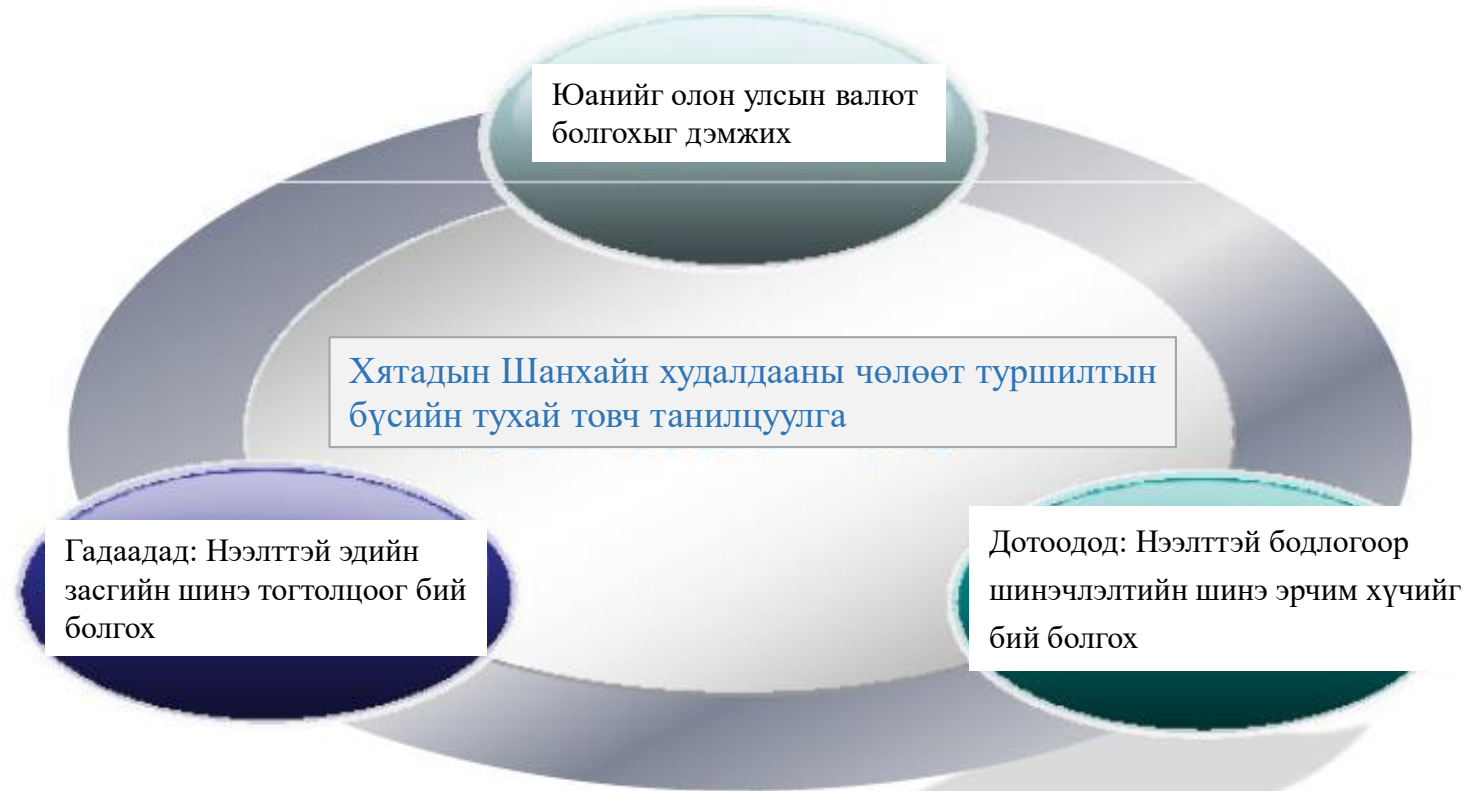 Юанийг олон улсын валют
болгохыг дэмжих
Хятадын Шанхайн худалдааны чөлөөт туршилтын
бүсийн тухай товч танилцуулга
Гадаадад: Нээлттэй эдийн
засгийн шинэ тогтолцоог бий
болгох
Дотоодод: Нээлттэй бодлогоор
шинэчлэлтийн шинэ эрчим хүчийг
бий болгох